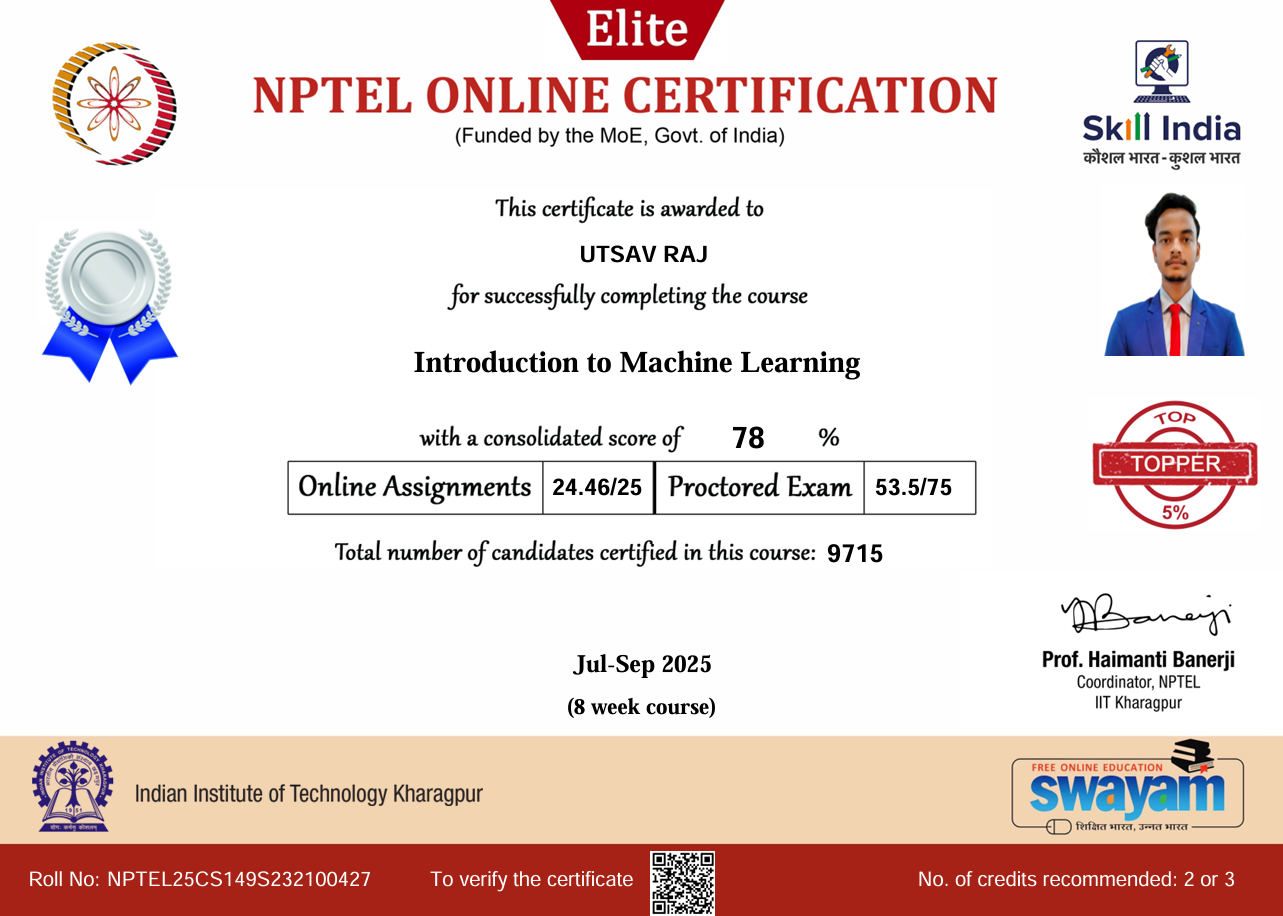 Elite
NPTEL ONLINE CERTIFICATION
(Funded by the MoE, Govt. of India)
Skill India
कौशल भारत - कुशल भारत
This certificate is awarded to
UTSAV RAJ
for successfully completing the course
Introduction to Machine Learning
with a consolidated score of 78 %
Online Assignments 24.46/25 Proctored Exam 53.5/75
TOP
TOPPER
5%
Total number of candidates certified in this course: 9715
Jul-Sep 2025
(8 week course)
Prof. Haimanti Banerji
Coordinator, NPTEL
IIT Kharagpur
Indian Institute of Technology Kharagpur
FREE ONLINE EDUCATION
swayam
शिक्षित भारत, उन्नत भारत
Roll No: NPTEL25CS149S232100427 To verify the certificate No. of credits recommended: 2 or 3